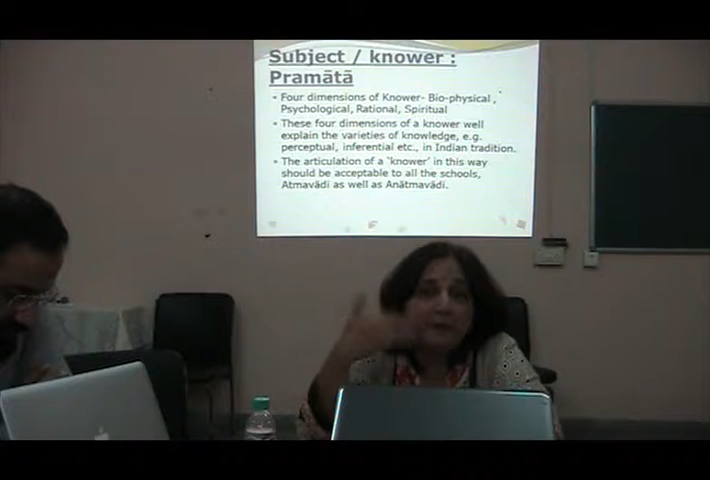 Subject / knower :
Pramātā
• Four dimensions of Knower- Bio-physical ,
Psychological, Rational, Spiritual
• These four dimensions of a knower well
explain the varieties of knowledge, e.g.
perceptual, inferential etc., in Indian tradition.
• The articulation of a 'knower' in this way
should be acceptable to all the schools,
Atmavādi as well as Anātmavādi.